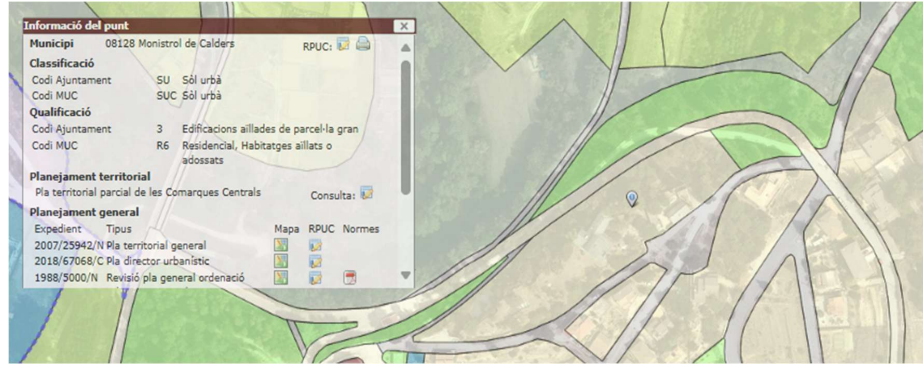 Informació del punt
Municipi 08128 Monistrol de Calders RPUC:
Classificació
Codi Ajuntament SU Sòl urbà
Codi MUC SUC Sòl urbà
Qualificació
Codi Ajuntament 3 Edificacions aïllades de parcel·la gran
Codi MUC R6 Residencial, Habitatges aïllats o
adossats
Planejament territorial
Pla territorial parcial de les Comarques Centrals Consulta:
Planejament general
Expedient Tipus Mapa RPUC Normes
2007/25942/N Pla territorial general
2018/67068/C Pla director urbanístic
1988/5000/N Revisió pla general ordenació